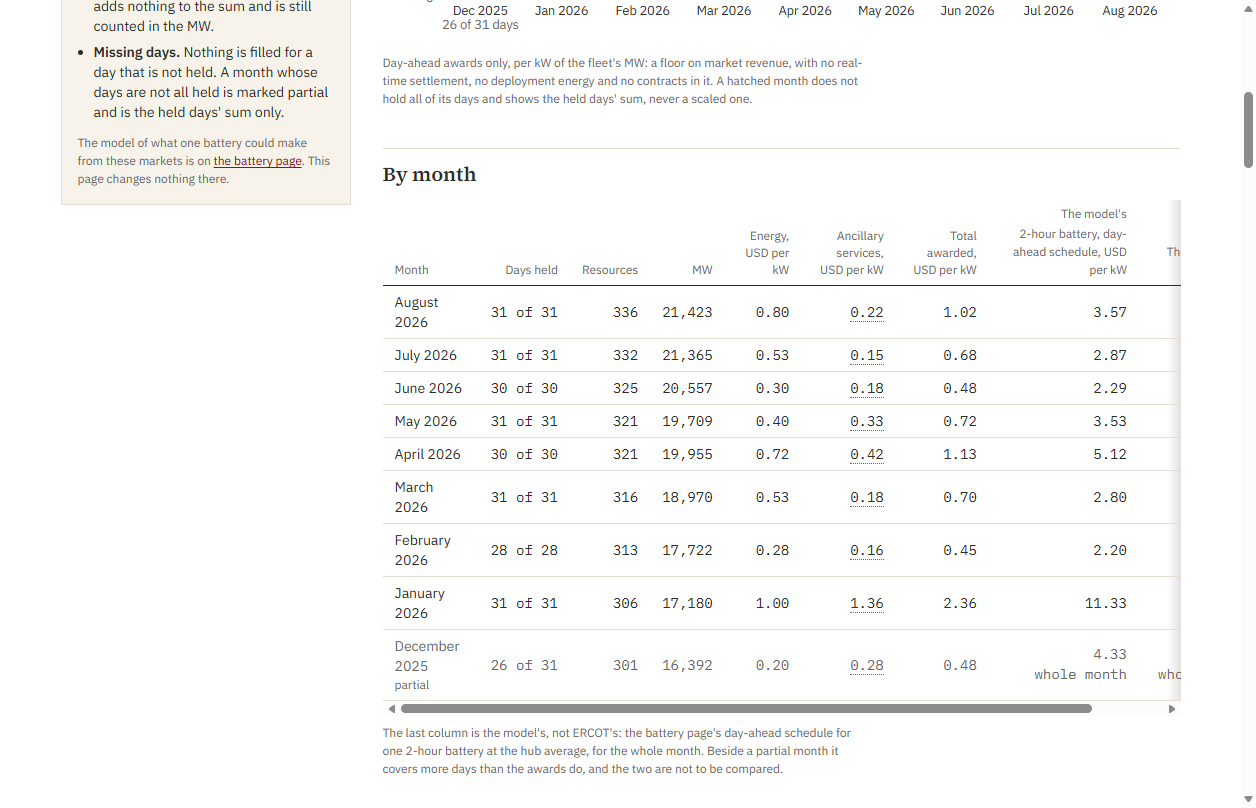 adds nothing to the sum and is still
counted in the MW.
• Missing days. Nothing is filled for a
day that is not held. A month whose
days are not all held is marked partial
and is the held days' sum only.
The model of what one battery could make
from these markets is on the battery page. This
page changes nothing there.
Dec 2025 Jan 2026 Feb 2026 Mar 2026 Apr 2026 May 2026 Jun 2026 Jul 2026 Aug 2026
26 of 31 days
Day-ahead awards only, per kW of the fleet's MW: a floor on market revenue, with no real-
time settlement, no deployment energy and no contracts in it. A hatched month does not
hold all of its days and shows the held days' sum, never a scaled one.
By month
Month Days held Resources MW Energy, USD per kW Ancillary services, USD per kW Total awarded, USD per kW The model's 2-hour battery, day-ahead schedule, USD per kW
August 2026 31 of 31 336 21,423 0.80 0.22 1.02 3.57
July 2026 31 of 31 332 21,365 0.53 0.15 0.68 2.87
June 2026 30 of 30 325 20,557 0.30 0.18 0.48 2.29
May 2026 31 of 31 321 19,709 0.40 0.33 0.72 3.53
April 2026 30 of 30 321 19,955 0.72 0.42 1.13 5.12
March 2026 31 of 31 316 18,970 0.53 0.18 0.70 2.80
February 2026 28 of 28 313 17,722 0.28 0.16 0.45 2.20
January 2026 31 of 31 306 17,180 1.00 1.36 2.36 11.33
December 2025 partial 26 of 31 301 16,392 0.20 0.28 0.48 4.33 whole month
The last column is the model's, not ERCOT's: the battery page's day-ahead schedule for
one 2-hour battery at the hub average, for the whole month. Beside a partial month it
covers more days than the awards do, and the two are not to be compared.